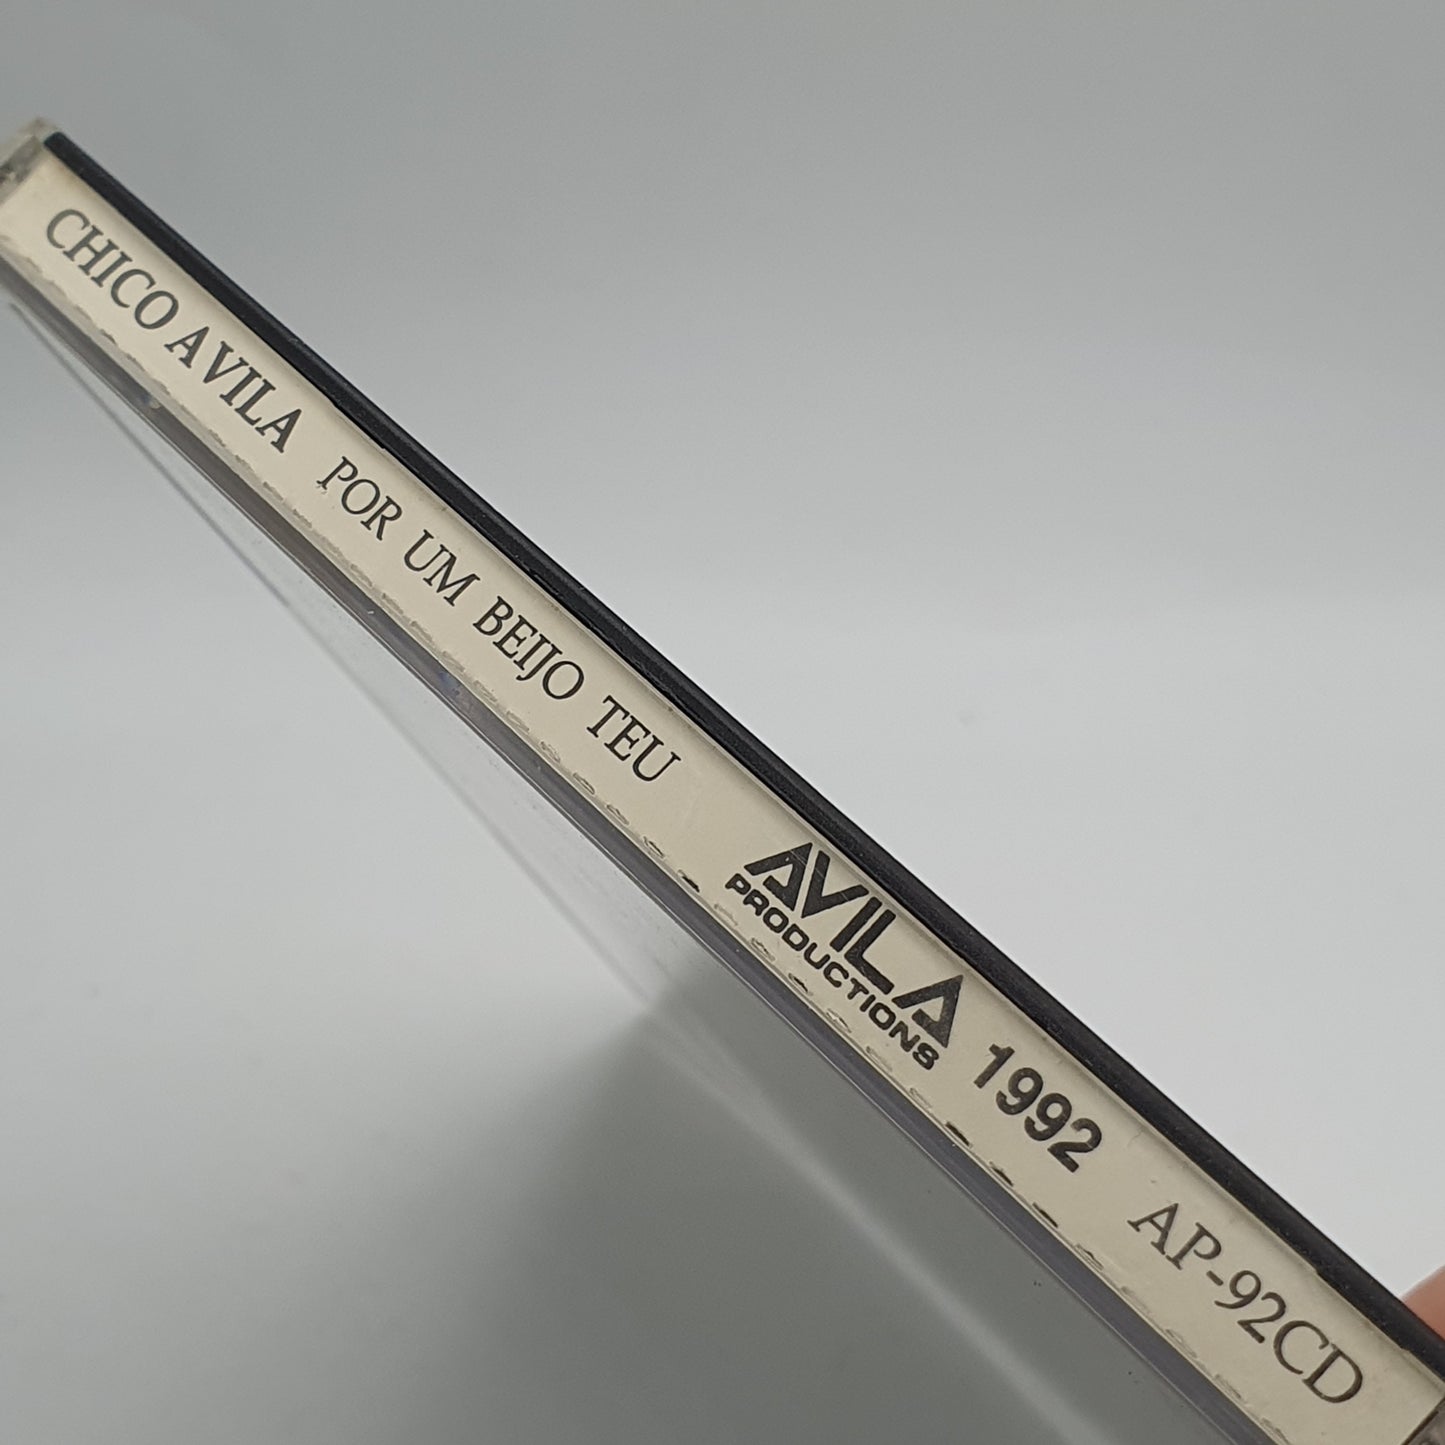 CHICO AVILA POR UM BEIJO TEU
AVILA
PRODUCTIONS
1992 AP-92CD